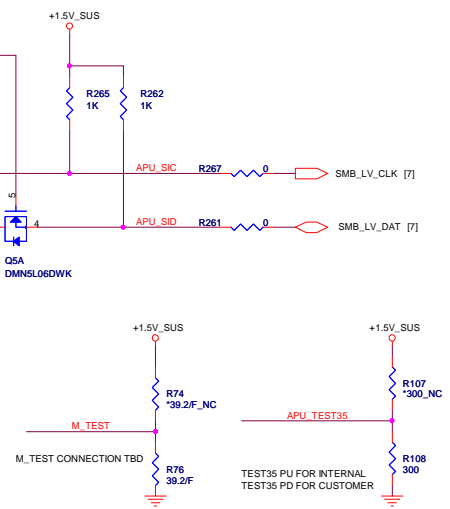 +1.5V_SUS
R265
1K
R262
1K
APU_SIC
R267
0
SMB_LV_CLK [7]
5
4
APU_SID
R261
0
SMB_LV_DAT [7]
Q5A
DMN5L06DWK
+1.5V_SUS
R74
*39.2/F_NC
M_TEST
M_TEST CONNECTION TBD
R76
39.2/F
+1.5V_SUS
R107
*300_NC
APU_TEST35
R108
300
TEST35 PU FOR INTERNAL
TEST35 PD FOR CUSTOMER